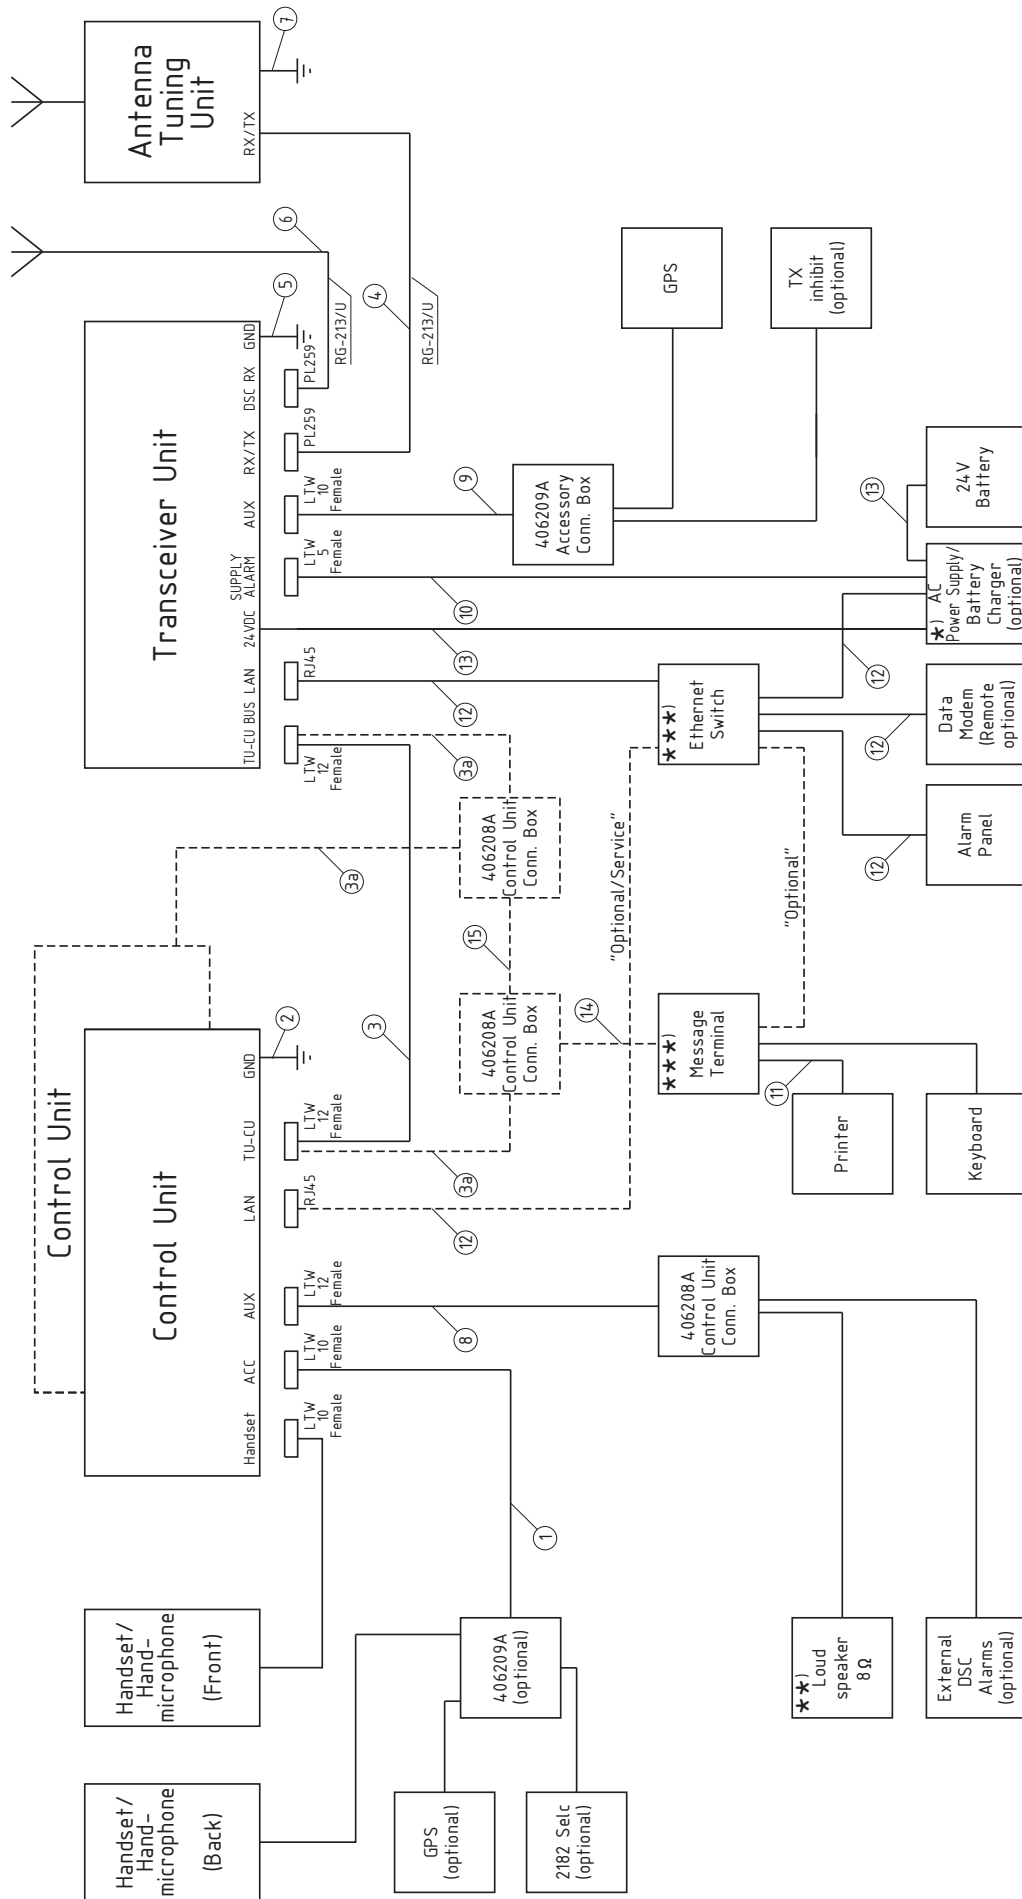 Handset/
Hand-
microphone
(Back)
Handset/
Hand-
microphone
(Front)
Control Unit
Control Unit
Handset
ACC
AUX
LAN
TU-CU
GND
LTW
10
Female
LTW
10
Female
LTW
12
Female
RJ45
LTW
12
Female
2
Transceiver Unit
TU-CU BUS
LAN
24VDC
SUPPLY
ALARM
AUX
RX/TX
DSC RX
GND
LTW
12
Female
RJ45
LTW
5
Female
LTW
10
Female
PL259
PL259
5
6
RG-213/U
4
RG-213/U
Antenna
Tuning
Unit
RX/TX
7
GPS
(optional)
2182 Selc
(optional)
406209A
(optional)
1
8
12
3a
3
3a
3a
12
13
10
9
406208A
Control Unit
Conn. Box
15
406208A
Control Unit
Conn. Box
14
"Optional/Service"
"Optional"
406209A
Accessory
Conn. Box
GPS
TX
inhibit
(optional)
406208A
Control Unit
Conn. Box
***)
Message
Terminal
11
***)
Ethernet
Switch
12
12
12
13
**)
Loud
speaker
8Ω
External
DSC
Alarms
(optional)
Printer
Keyboard
Alarm
Panel
Data
Modem
(Remote
optional)
*) AC
Power Supply/
Battery
Charger
(optional)
24V
Battery